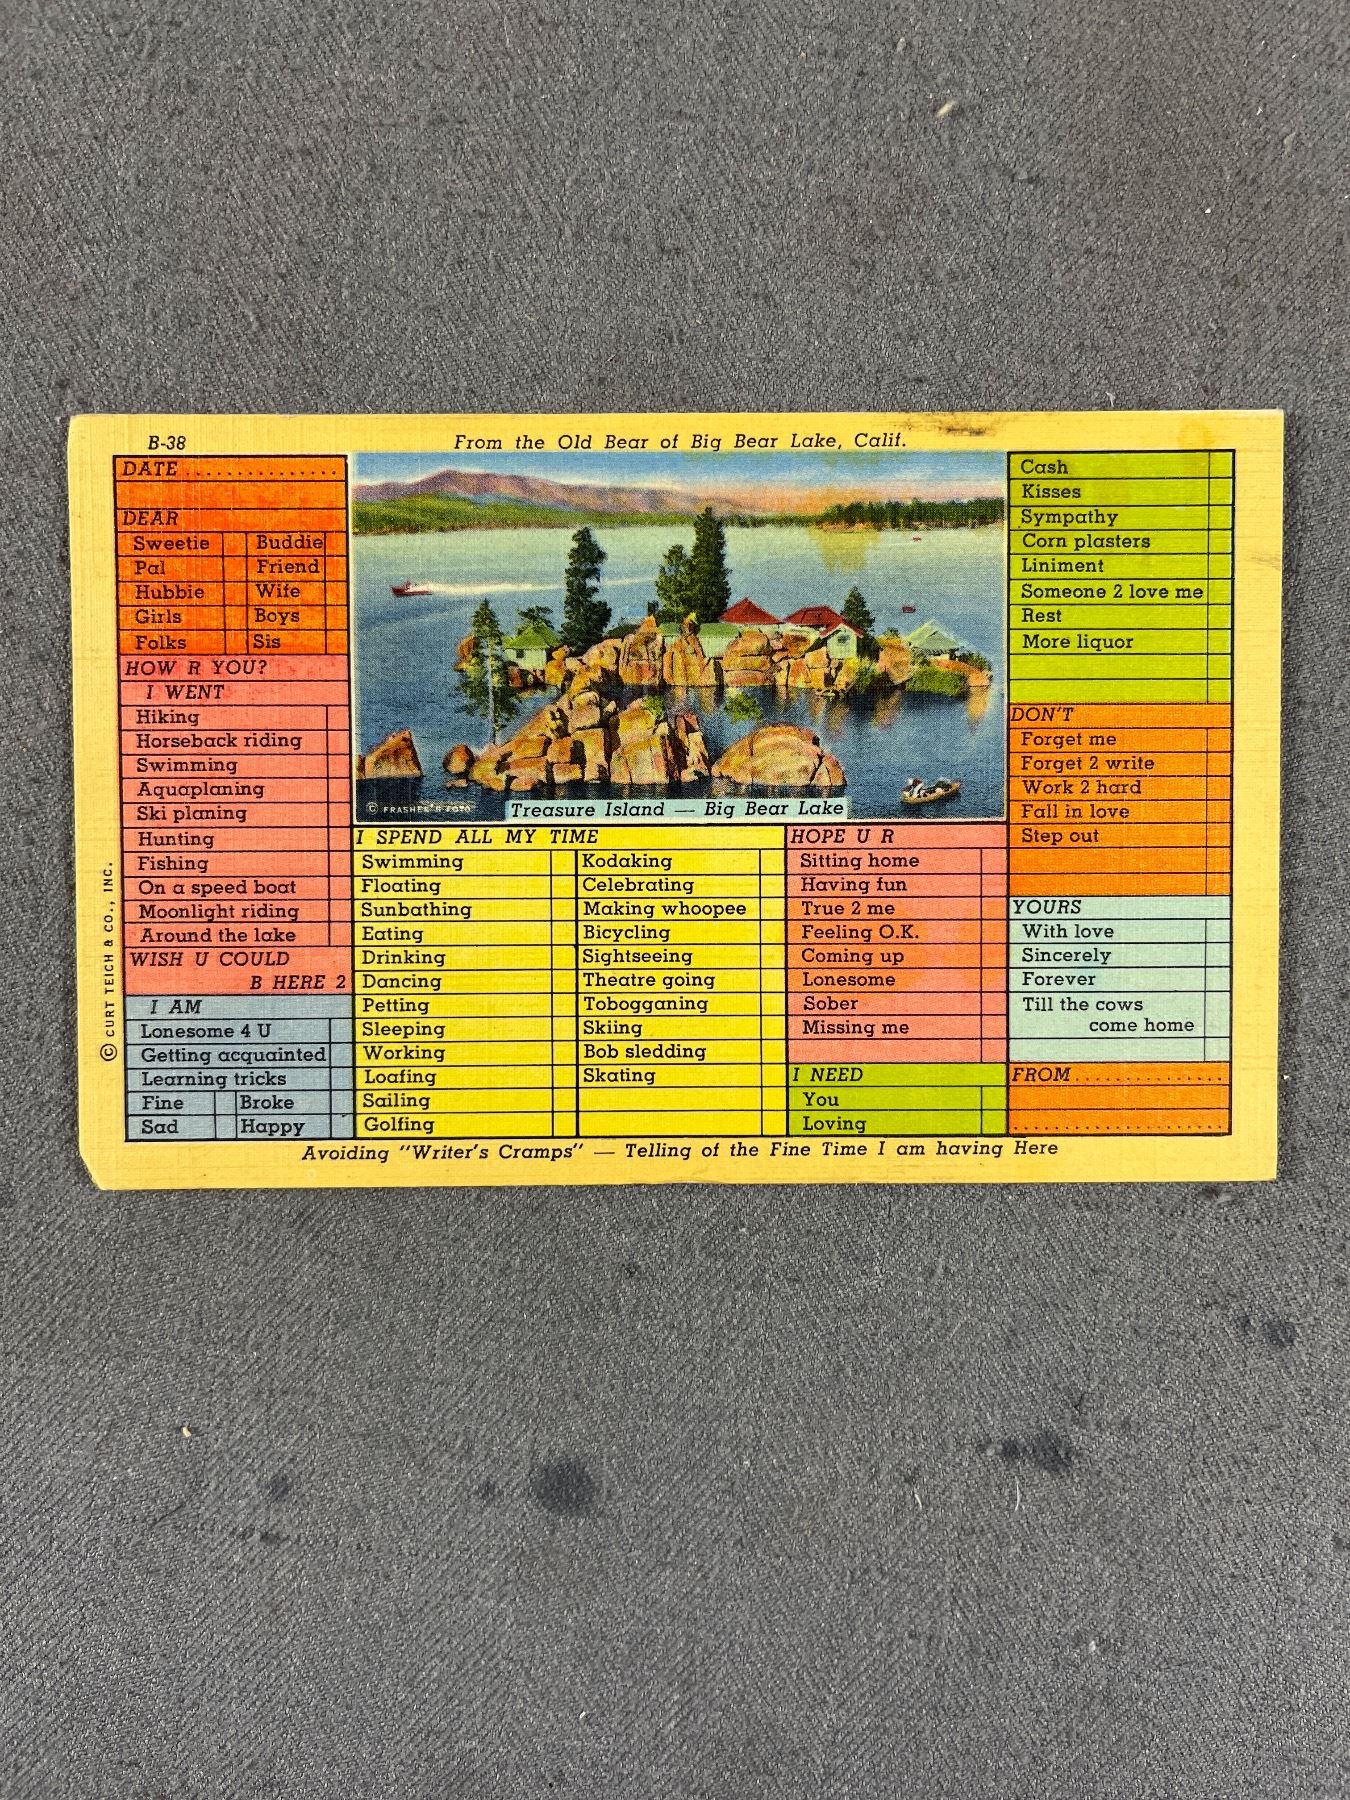 B-38
From the Old Bear of Big Bear Lake, Calif.
DATE ................
DEAR
Sweetie Buddie
Pal Friend
Hubbie Wife
Girls Boys
Folks Sis
HOW R YOU?
I WENT
Hiking
Horseback riding
Swimming
Aquaplaning
Ski planing
Hunting
Fishing
On a speed boat
Moonlight riding
Around the lake
WISH U COULD
B HERE 2
I AM
Lonesome 4 U
Getting acquainted
Learning tricks
Fine Broke
Sad Happy
© CURT TEICH & CO., INC.
© FRASHER'S FOTO
Treasure Island — Big Bear Lake
I SPEND ALL MY TIME
Swimming Kodaking
Floating Celebrating
Sunbathing Making whoopee
Eating Bicycling
Drinking Sightseeing
Dancing Theatre going
Petting Tobogganing
Sleeping Skiing
Working Bob sledding
Loafing Skating
Sailing
Golfing
HOPE U R
Sitting home
Having fun
True 2 me
Feeling O.K.
Coming up
Lonesome
Sober
Missing me
I NEED
You
Loving
Cash
Kisses
Sympathy
Corn plasters
Liniment
Someone 2 love me
Rest
More liquor
DON'T
Forget me
Forget 2 write
Work 2 hard
Fall in love
Step out
YOURS
With love
Sincerely
Forever
Till the cows
come home
FROM ................
Avoiding "Writer's Cramps" — Telling of the Fine Time I am having Here